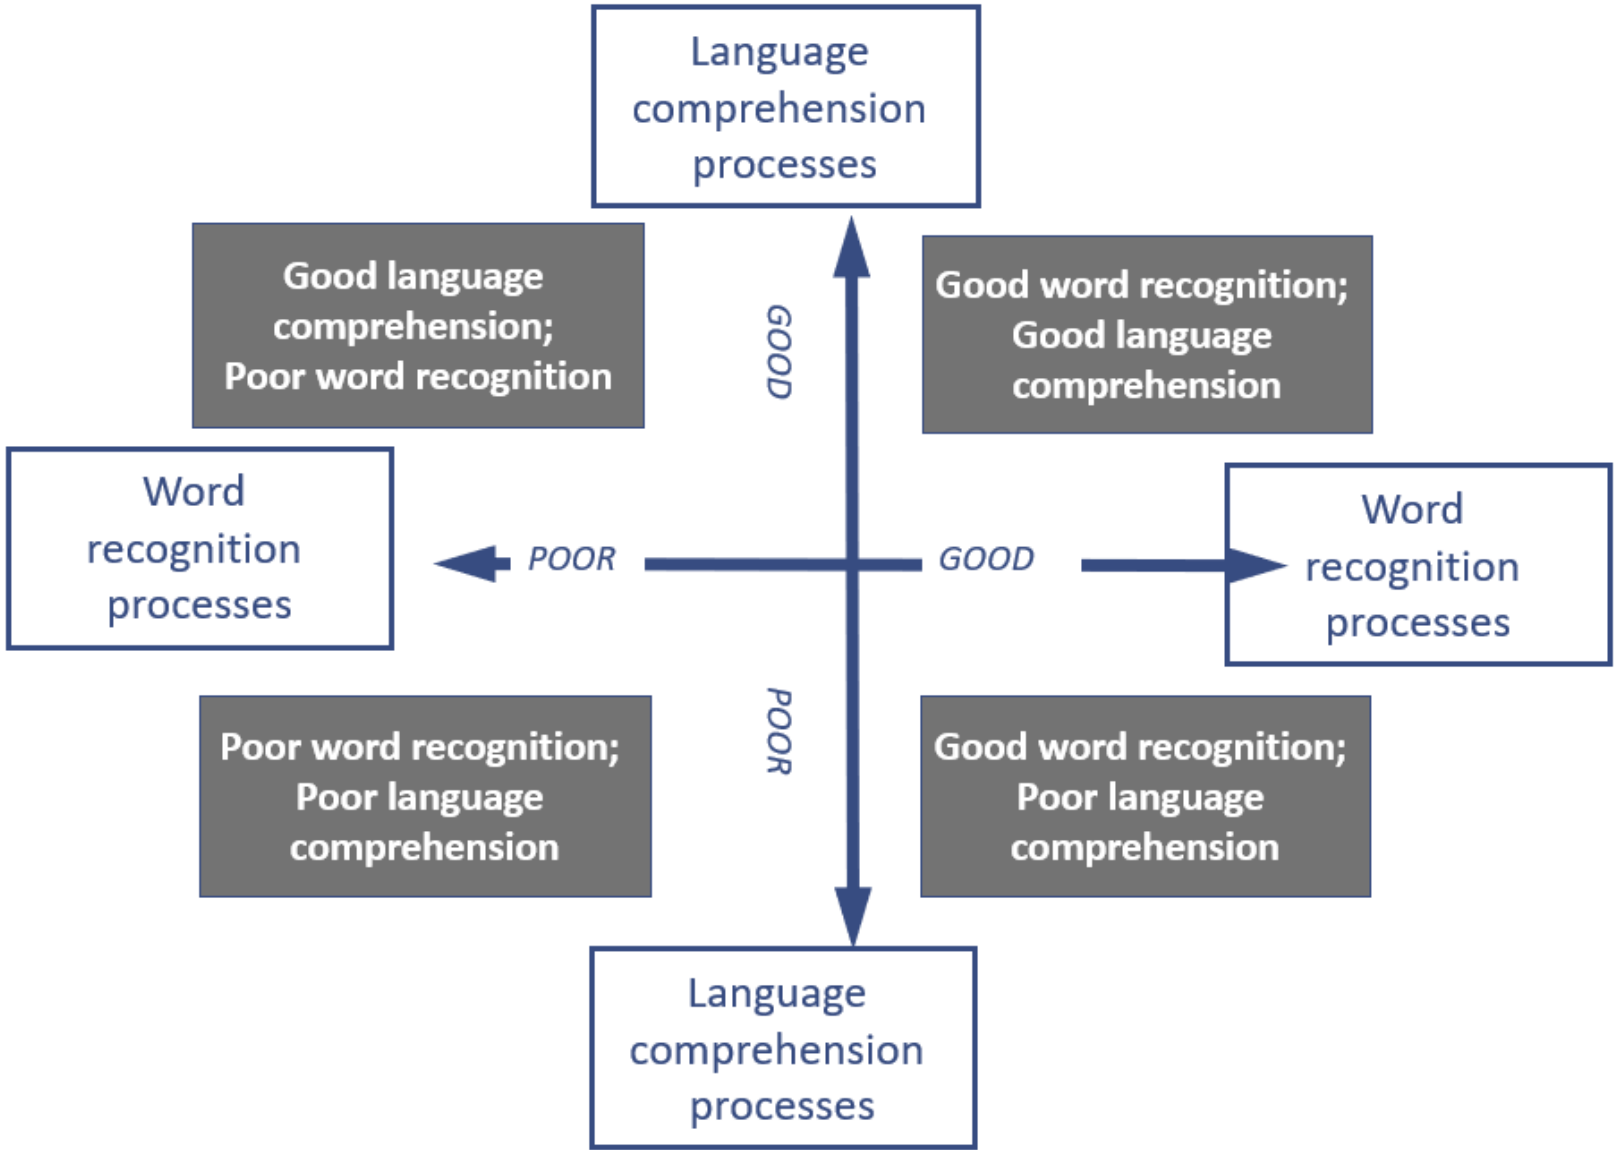 Language
comprehension
processes
Good language
comprehension;
Poor word recognition
GOOD
Good word recognition;
Good language
comprehension
Word
recognition
processes
POOR
GOOD
Word
recognition
processes
Poor word recognition;
Poor language
comprehension
POOR
Good word recognition;
Poor language
comprehension
Language
comprehension
processes